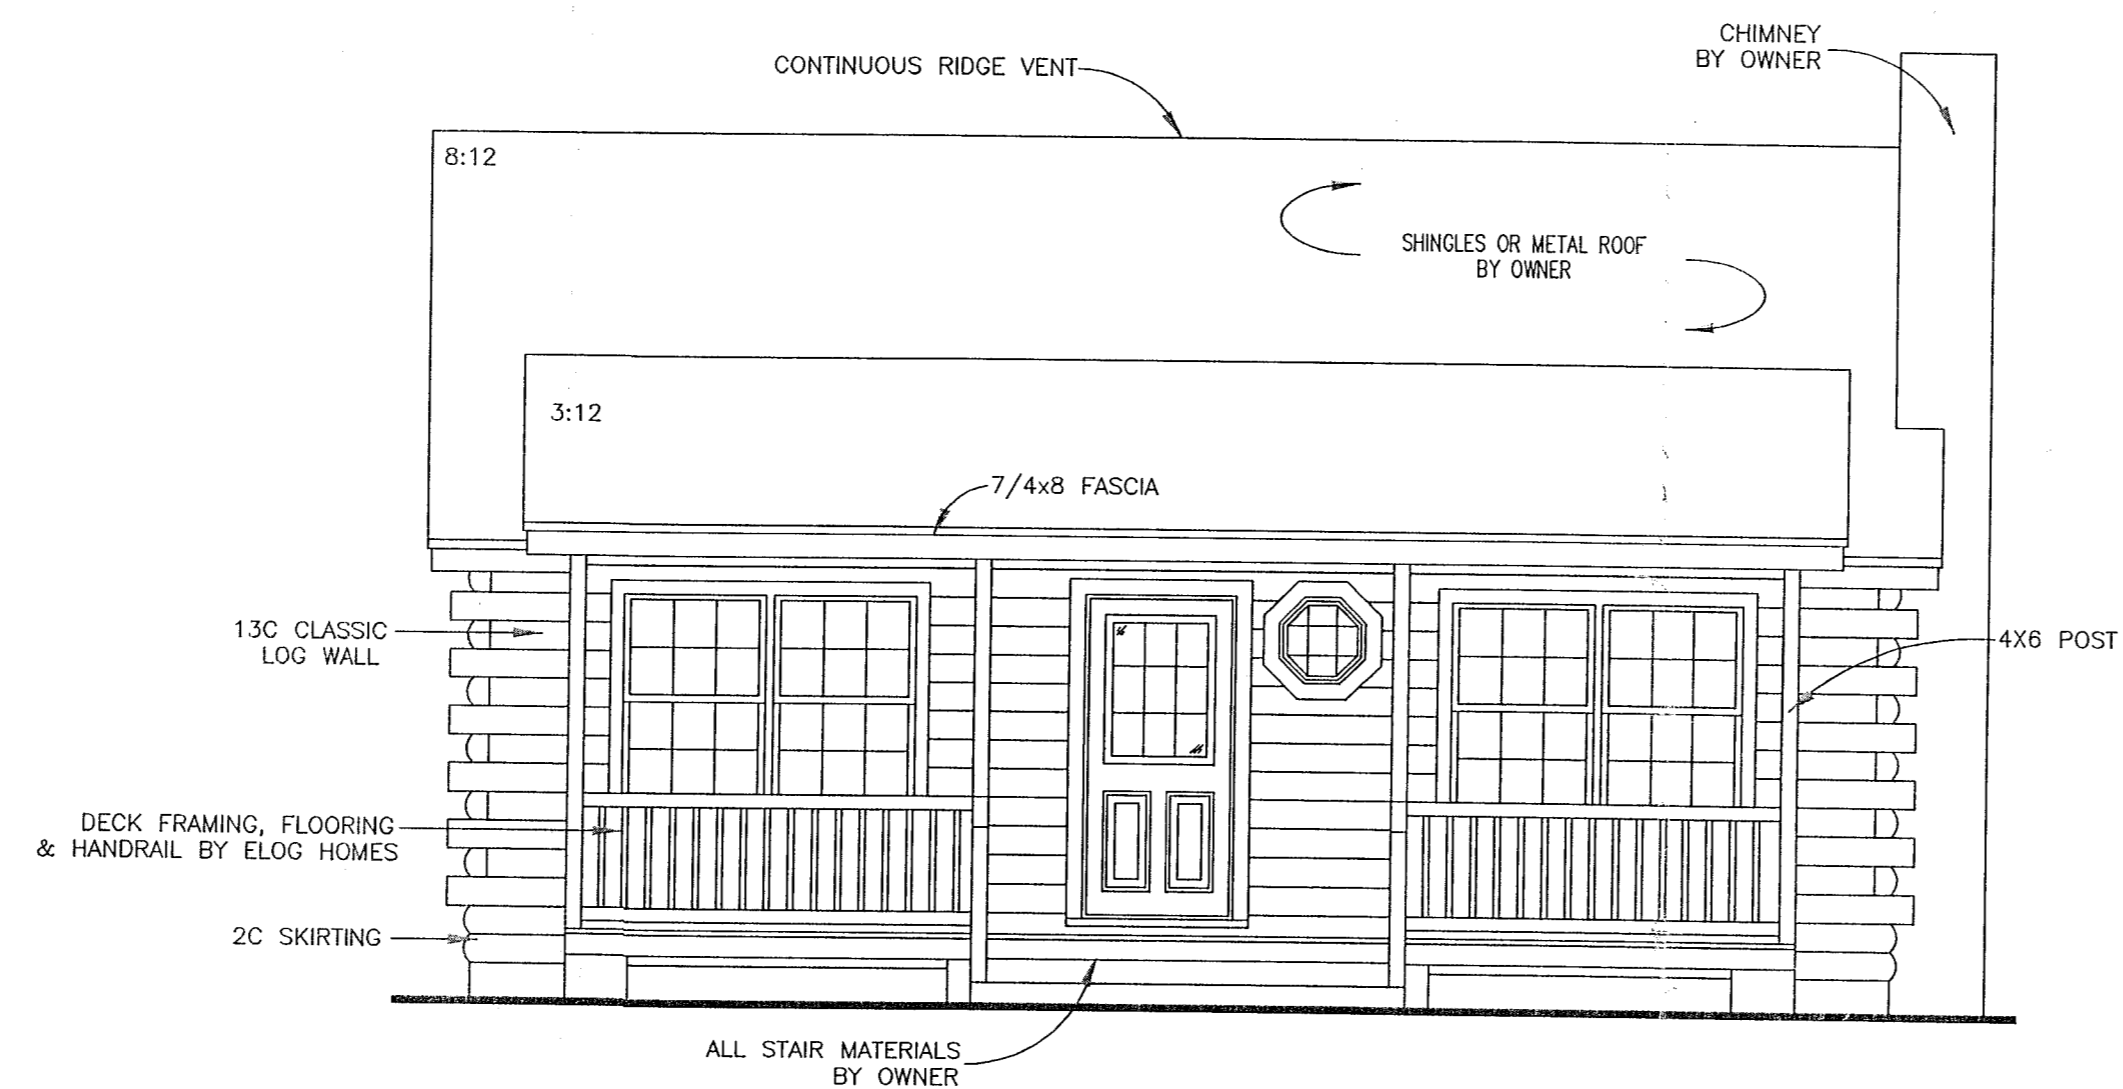 CHIMNEY
BY OWNER
CONTINUOUS RIDGE VENT
8:12
SHINGLES OR METAL ROOF
BY OWNER
3:12
7/4x8 FASCIA
13C CLASSIC
LOG WALL
4X6 POST
DECK FRAMING, FLOORING
& HANDRAIL BY ELOG HOMES
2C SKIRTING
ALL STAIR MATERIALS
BY OWNER